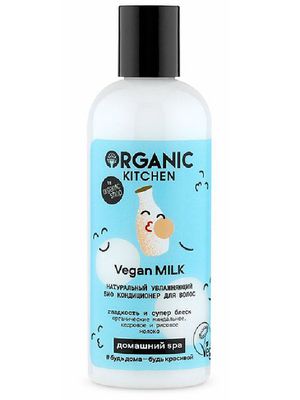 ORGANIC
KITCHEN
BY
ORGANIC
SHOP
Vegan MILK
НАТУРАЛЬНЫЙ УВЛАЖНЯЮЩИЙ
БИО КОНДИЦИОНЕР ДЛЯ ВОЛОС
гладкость и супер блеск
органические миндальное,
кедровое и рисовое
молоко
домашний spa
#будь дома—будь красивой